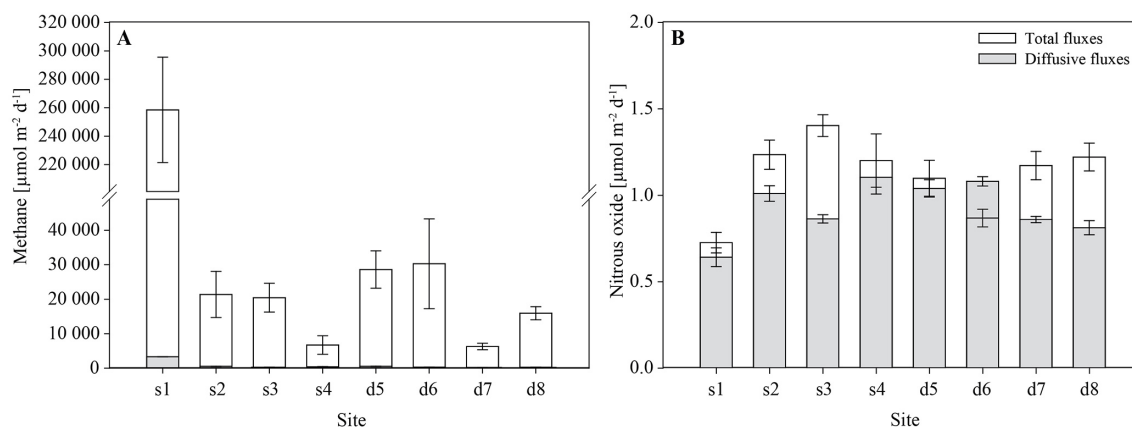 A
Methane [µmol m⁻² d⁻¹]
320 000
300 000
280 000
260 000
240 000
220 000
40 000
30 000
20 000
10 000
0
s1 s2 s3 s4 d5 d6 d7 d8
Site
B
Total fluxes
Diffusive fluxes
Nitrous oxide [µmol m⁻² d⁻¹]
2.0
1.5
1.0
0.5
0.0
s1 s2 s3 s4 d5 d6 d7 d8
Site